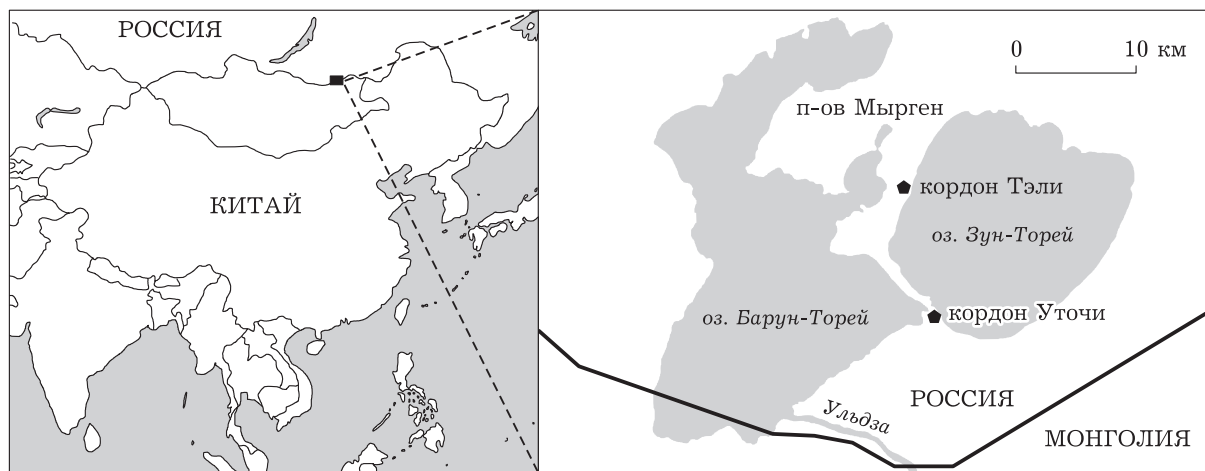 РОССИЯ
КИТАЙ
0 10 км
п-ов Мырген
кордон Тэли
оз. Зун-Торей
кордон Уточи
оз. Барун-Торей
Ульдза
РОССИЯ
МОНГОЛИЯ